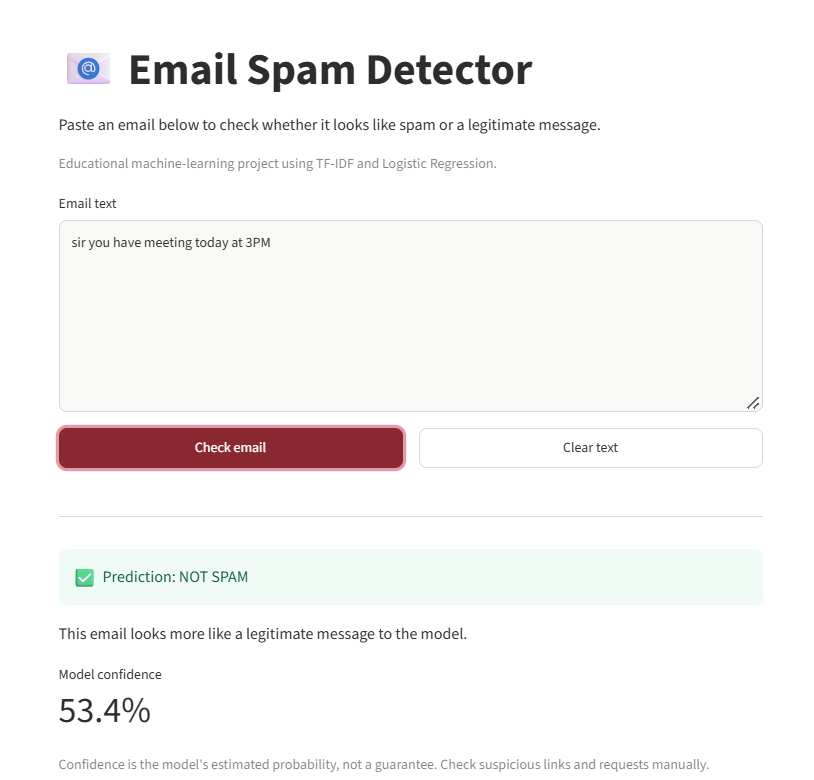 Email Spam Detector
Paste an email below to check whether it looks like spam or a legitimate message.
Educational machine-learning project using TF-IDF and Logistic Regression.
Email text
sir you have meeting today at 3PM
Check email
Clear text
Prediction: NOT SPAM
This email looks more like a legitimate message to the model.
Model confidence
53.4%
Confidence is the model's estimated probability, not a guarantee. Check suspicious links and requests manually.